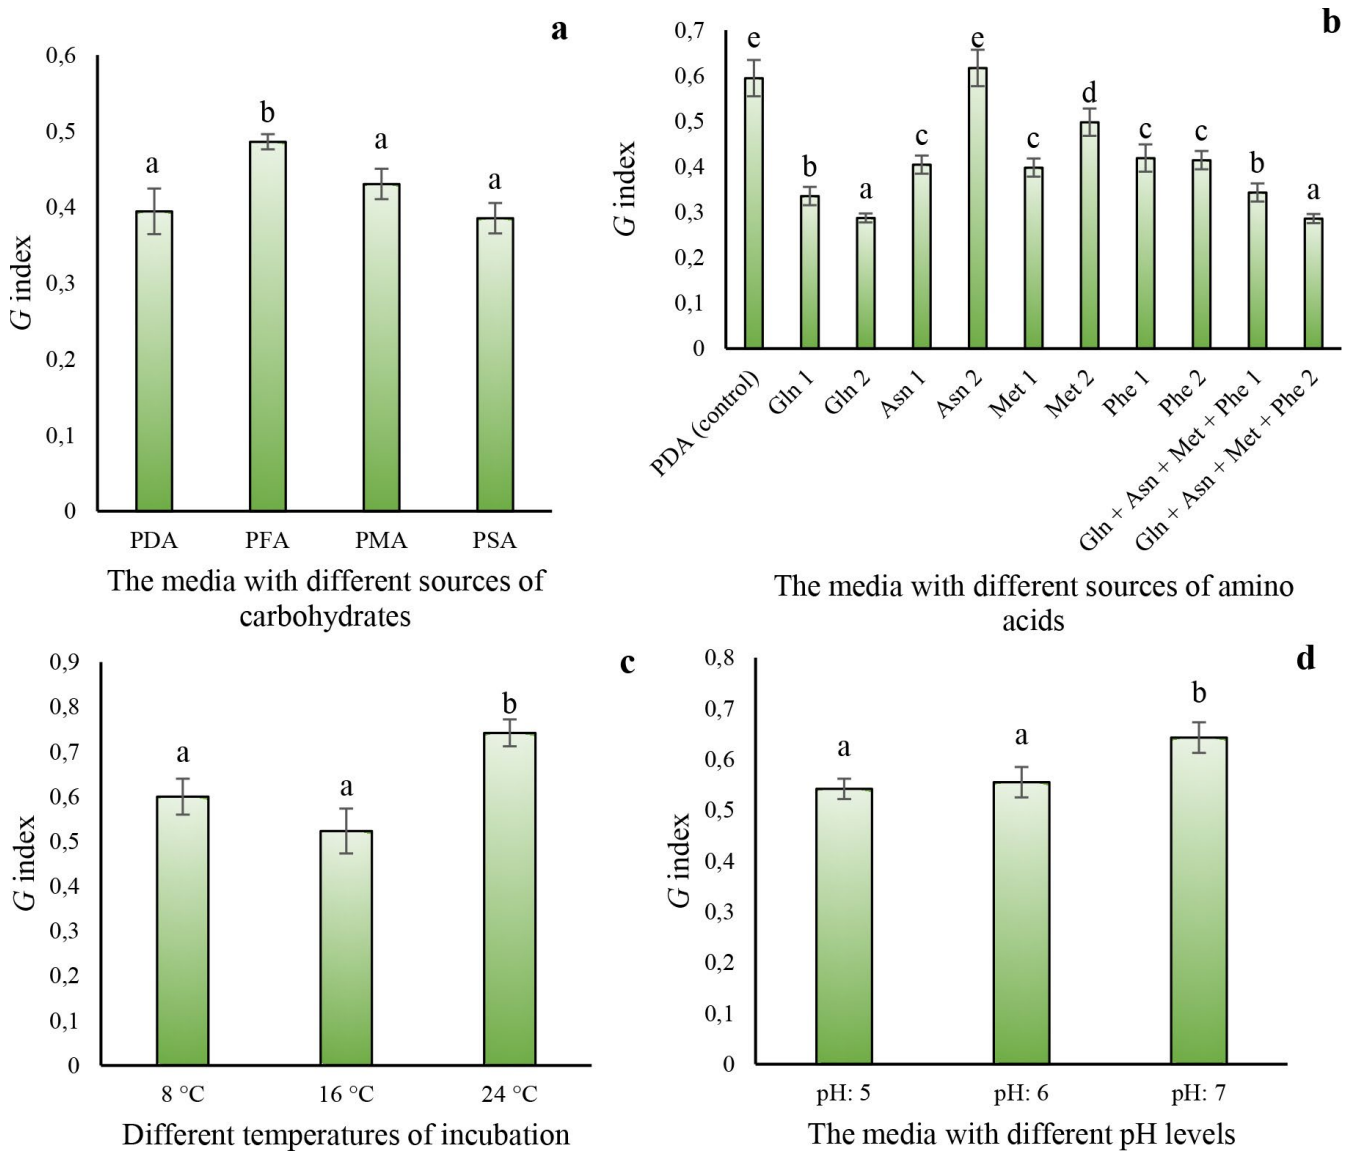 a
0,6
0,5
0,4
0,3
0,2
0,1
0
G index
a
b
a
a
PDA PFA PMA PSA
The media with different sources of
carbohydrates
b
0,7
0,6
0,5
0,4
0,3
0,2
0,1
0
G index
e
b
a
c
e
c
d
c
c
b
a
PDA (control)
Gln 1
Gln 2
Asn 1
Asn 2
Met 1
Met 2
Phe 1
Phe 2
Gln + Asn + Met + Phe 1
Gln + Asn + Met + Phe 2
The media with different sources of amino
acids
c
0,9
0,8
0,7
0,6
0,5
0,4
0,3
0,2
0,1
0
G index
a
a
b
8 °C 16 °C 24 °C
Different temperatures of incubation
d
0,8
0,7
0,6
0,5
0,4
0,3
0,2
0,1
0
G index
a
a
b
pH: 5 pH: 6 pH: 7
The media with different pH levels